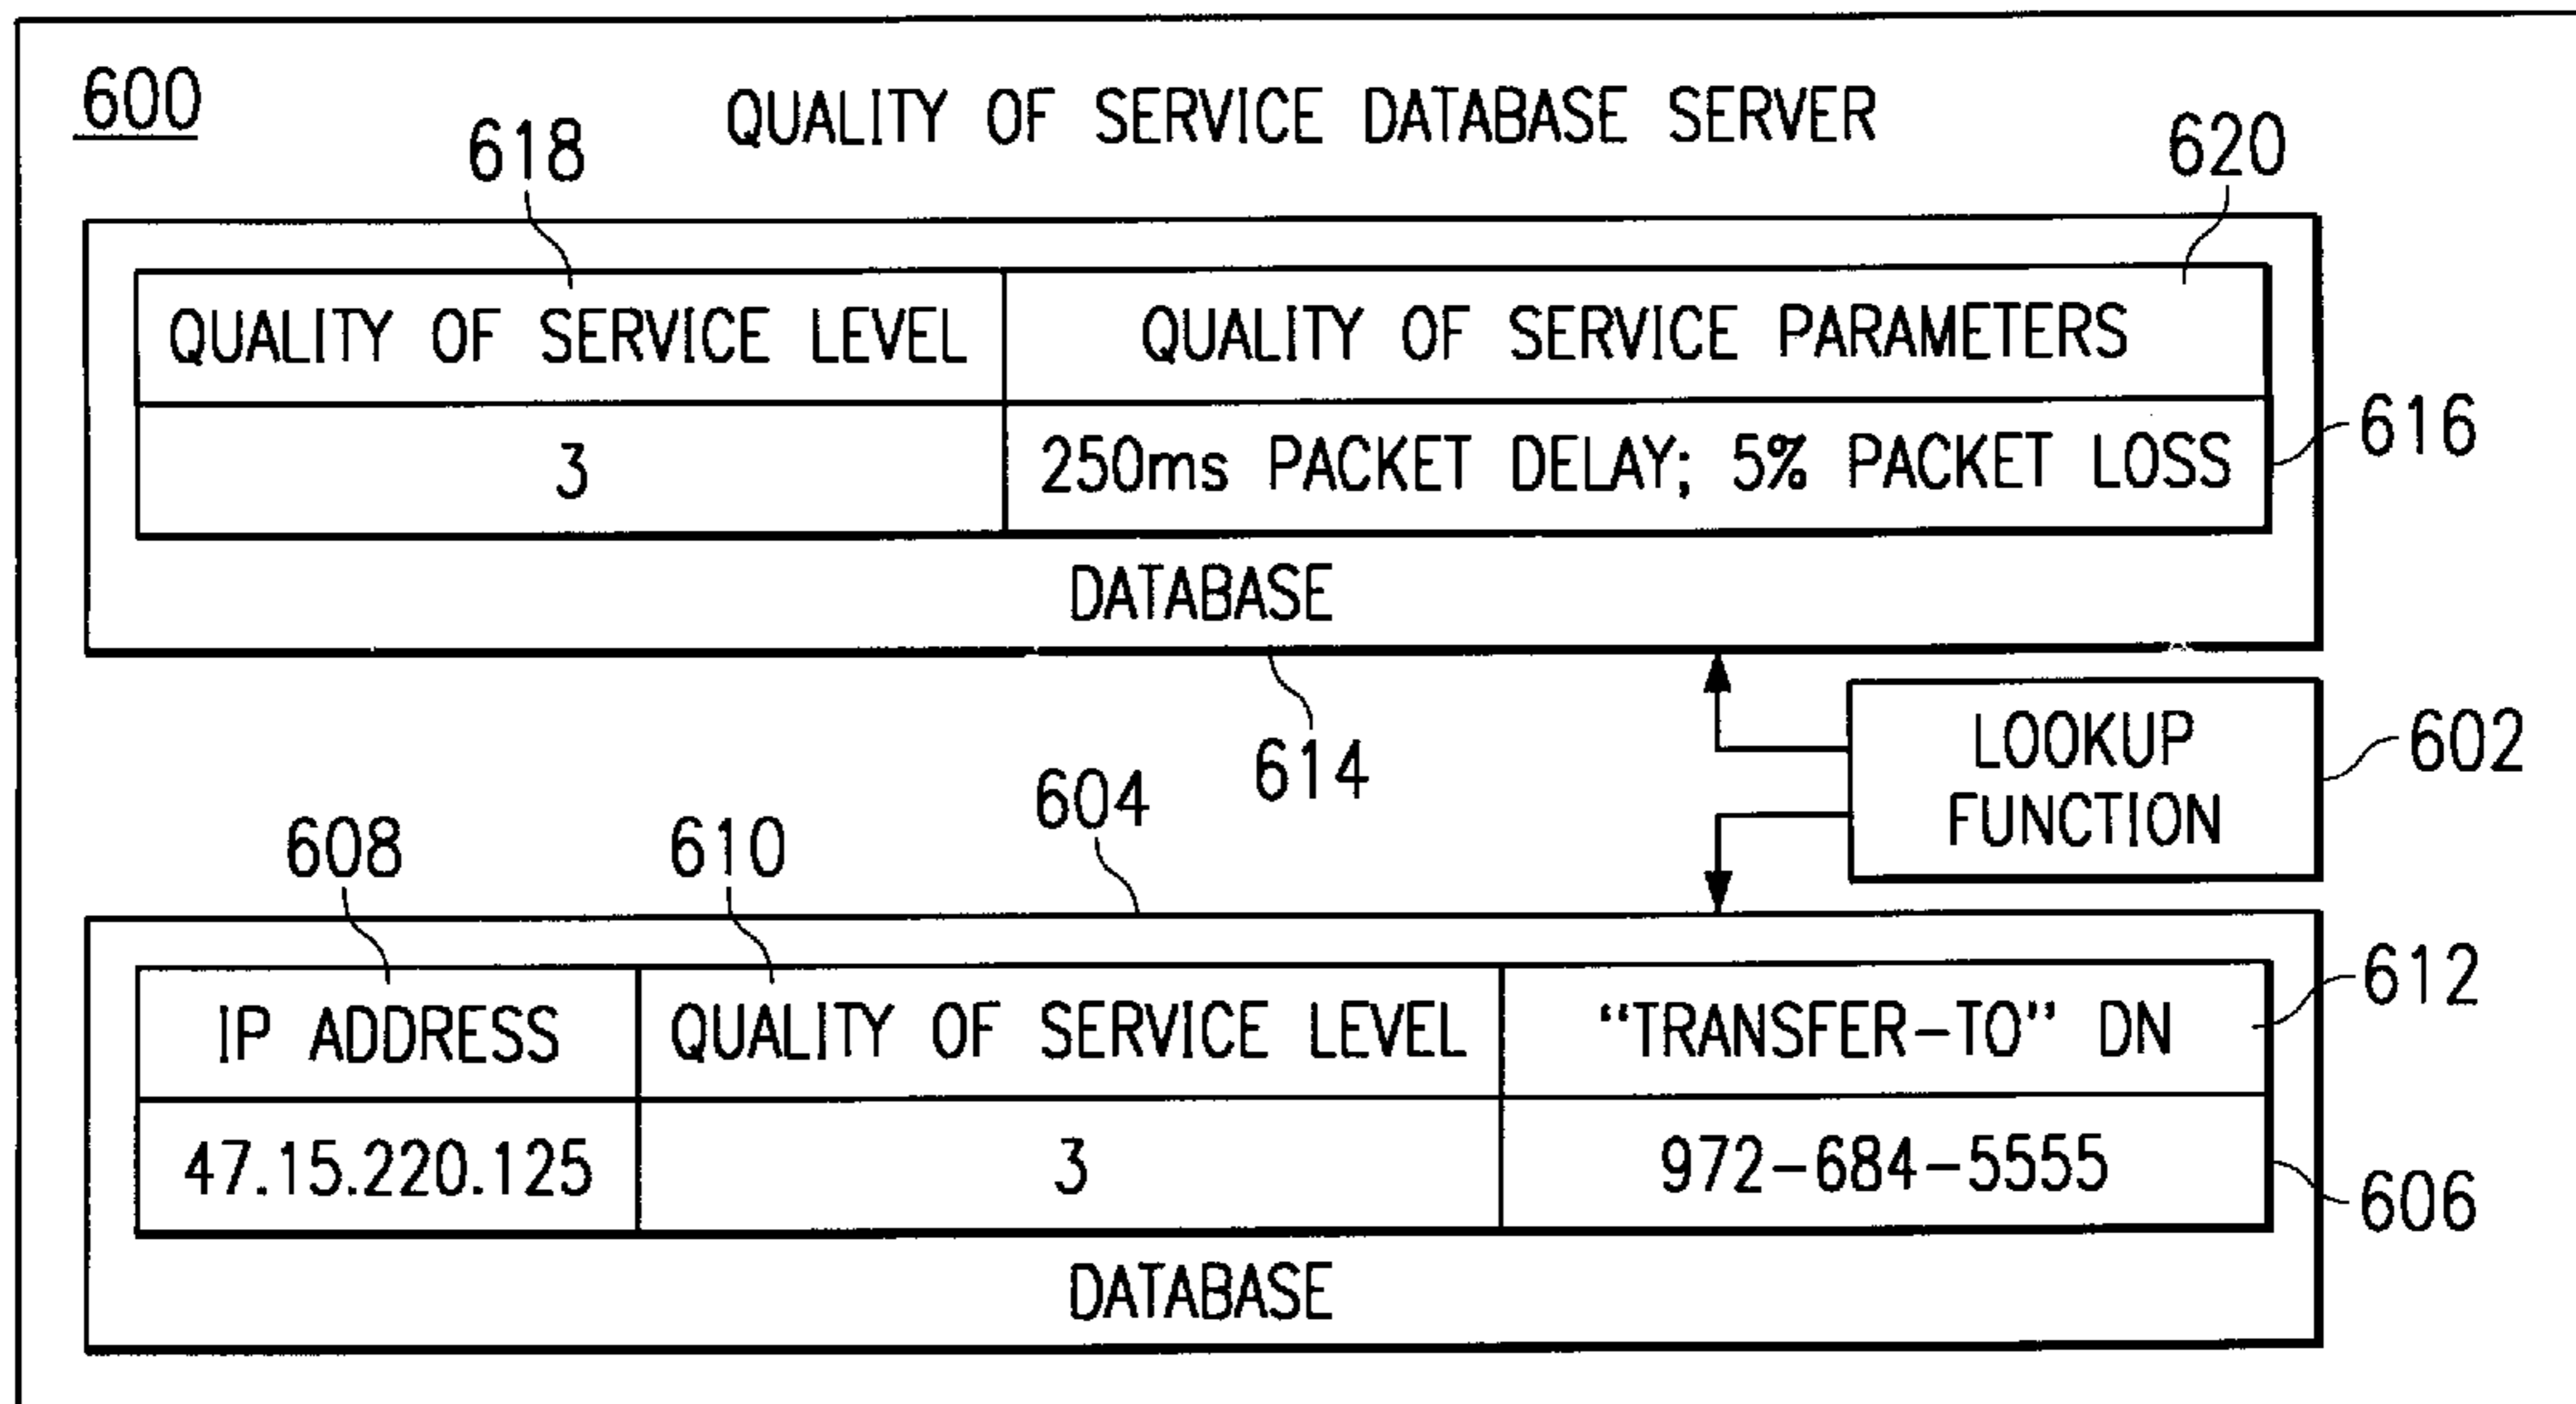 600
QUALITY OF SERVICE DATABASE SERVER
618
620
QUALITY OF SERVICE LEVEL
QUALITY OF SERVICE PARAMETERS
3
250ms PACKET DELAY; 5% PACKET LOSS
616
DATABASE
614
LOOKUP
FUNCTION
602
604
608
610
612
IP ADDRESS
QUALITY OF SERVICE LEVEL
“TRANSFER-TO” DN
47.15.220.125
3
972-684-5555
606
DATABASE